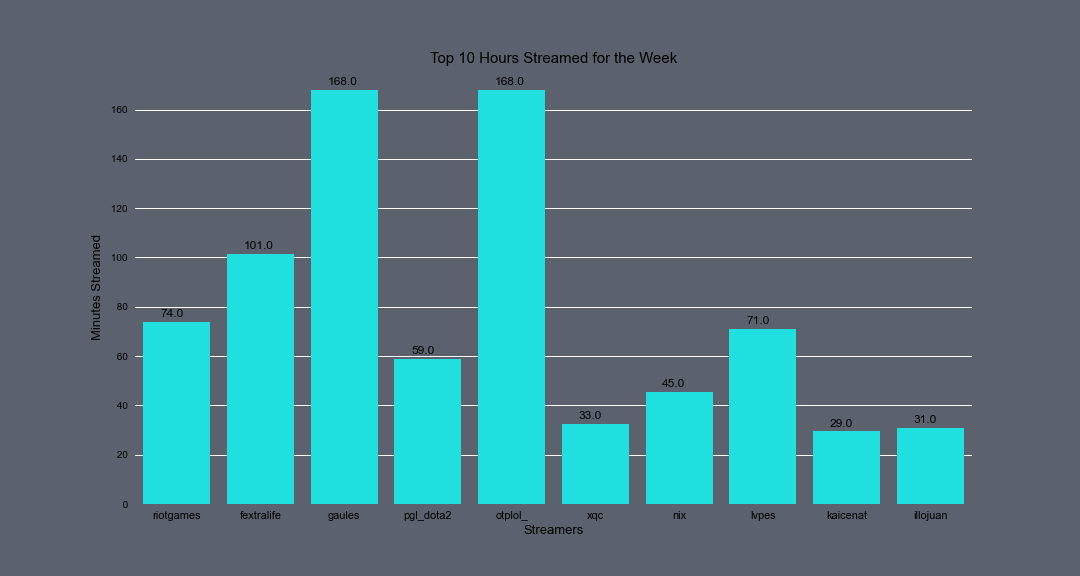 Top 10 Hours Streamed for the Week
168.0 168.0
160
140
120
101.0
100
Minutes Streamed
80
74.0 71.0
60
59.0
45.0
40
33.0 29.0 31.0
20
0
riotgames fextralife gaules pgl_dota2 otplol_ xqc nix lvpes kaicenat illojuan
Streamers